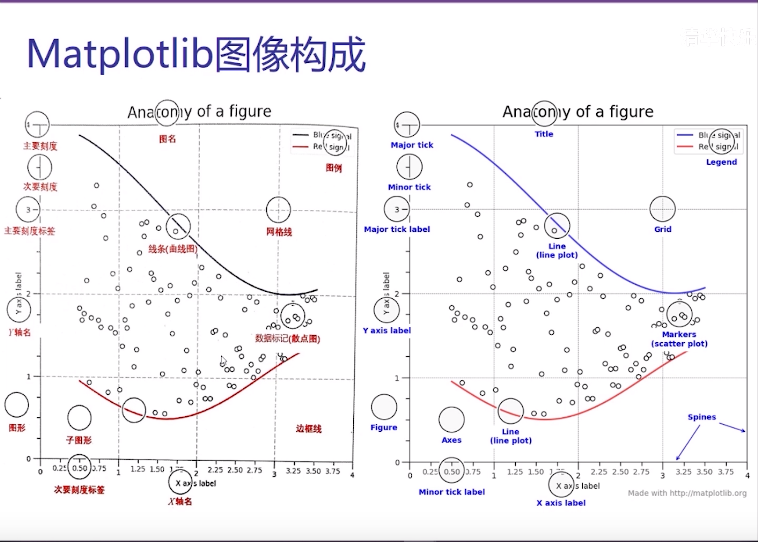 Matplotlib图像构成
Anatomy of a figure
4
主要刻度
图名
Blue signal
Red signal
图例
次要刻度
3
主要刻度标签
网格线
线条(曲线图)
2
Y axis label
Y轴名
数据标记(散点图)
1
图形
子图形
边框线
0
0
0.25
0.50
0.75
1
1.25
1.50
1.75
2
2.25
2.50
2.75
3
3.25
3.50
3.75
4
次要刻度标签
X axis label
X轴名
Anatomy of a figure
4
Major tick
Title
Blue signal
Red signal
Legend
Minor tick
3
Major tick label
Grid
Line
(line plot)
2
Y axis label
Y axis label
Markers
(scatter plot)
1
Figure
Axes
Line
(line plot)
Spines
0
0
0.25
0.50
0.75
1
1.25
1.50
1.75
2
2.25
2.50
2.75
3
3.25
3.50
3.75
4
Minor tick label
X axis label
X axis label
Made with http://matplotlib.org